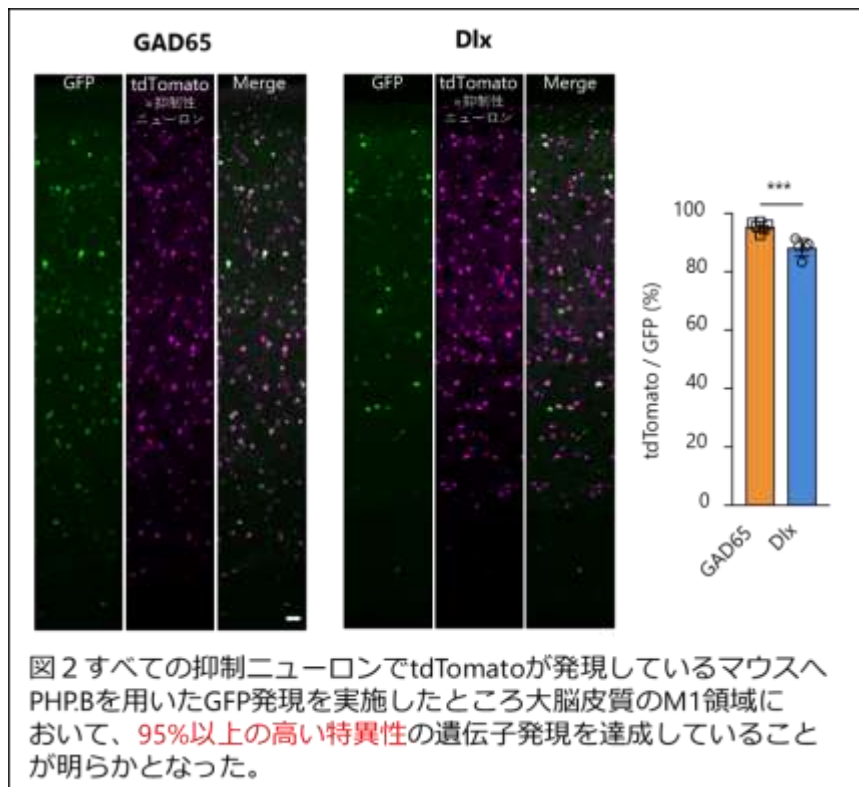 GAD65
Dlx
GFP
tdTomato
=抑制性
ニューロン
Merge
GFP
tdTomato
=抑制性
ニューロン
Merge
***
100
80
60
40
20
0
tdTomato / GFP (%)
GAD65
Dlx
図２すべての抑制ニューロンでtdTomatoが発現しているマウスへ
PHP.Bを用いたGFP発現を実施したところ大脳皮質のM1領域に
おいて、95%以上の高い特異性の遺伝子発現を達成していること
が明らかとなった。